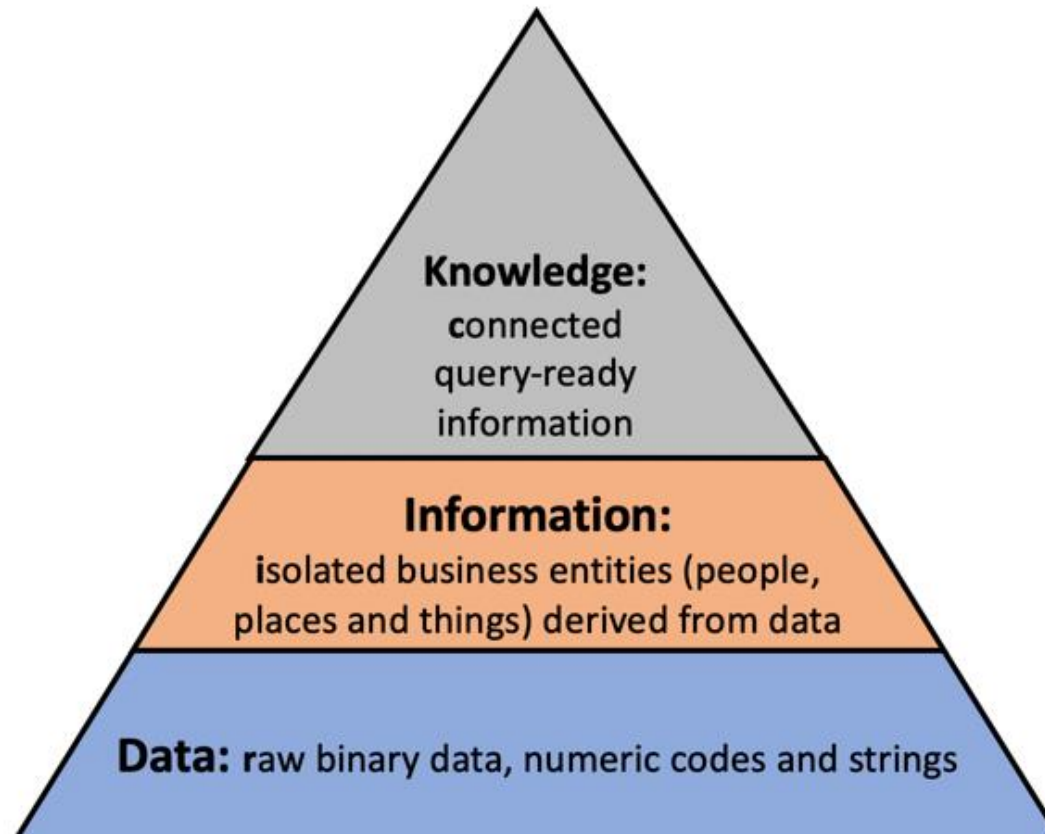 Knowledge:
connected
query-ready
information
Information:
isolated business entities (people,
places and things) derived from data
Data: raw binary data, numeric codes and strings